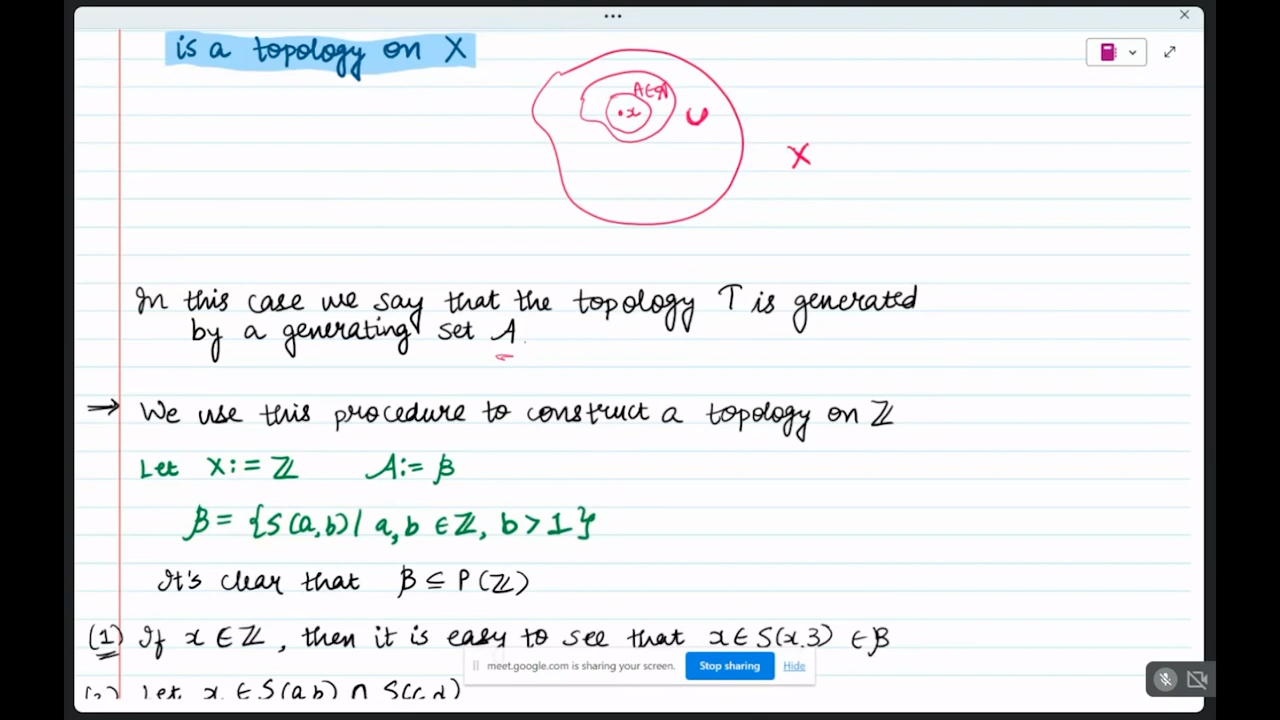 is a topology on X
A∈A
•x
U
X
In this case we say that the topology T is generated
by a generating set A.
⇒ We use this procedure to construct a topology on ℤ
Let X:= ℤ A:= β
β = {S(a,b) | a,b ∈ ℤ, b > 1}
It's clear that β ⊆ P(ℤ)
(1) If x ∈ ℤ, then it is easy to see that x ∈ S(x,3) ∈ β
meet.google.com is sharing your screen. Stop sharing Hide
(2) Let x ∈ S(a,b) ∩ S(c,d)